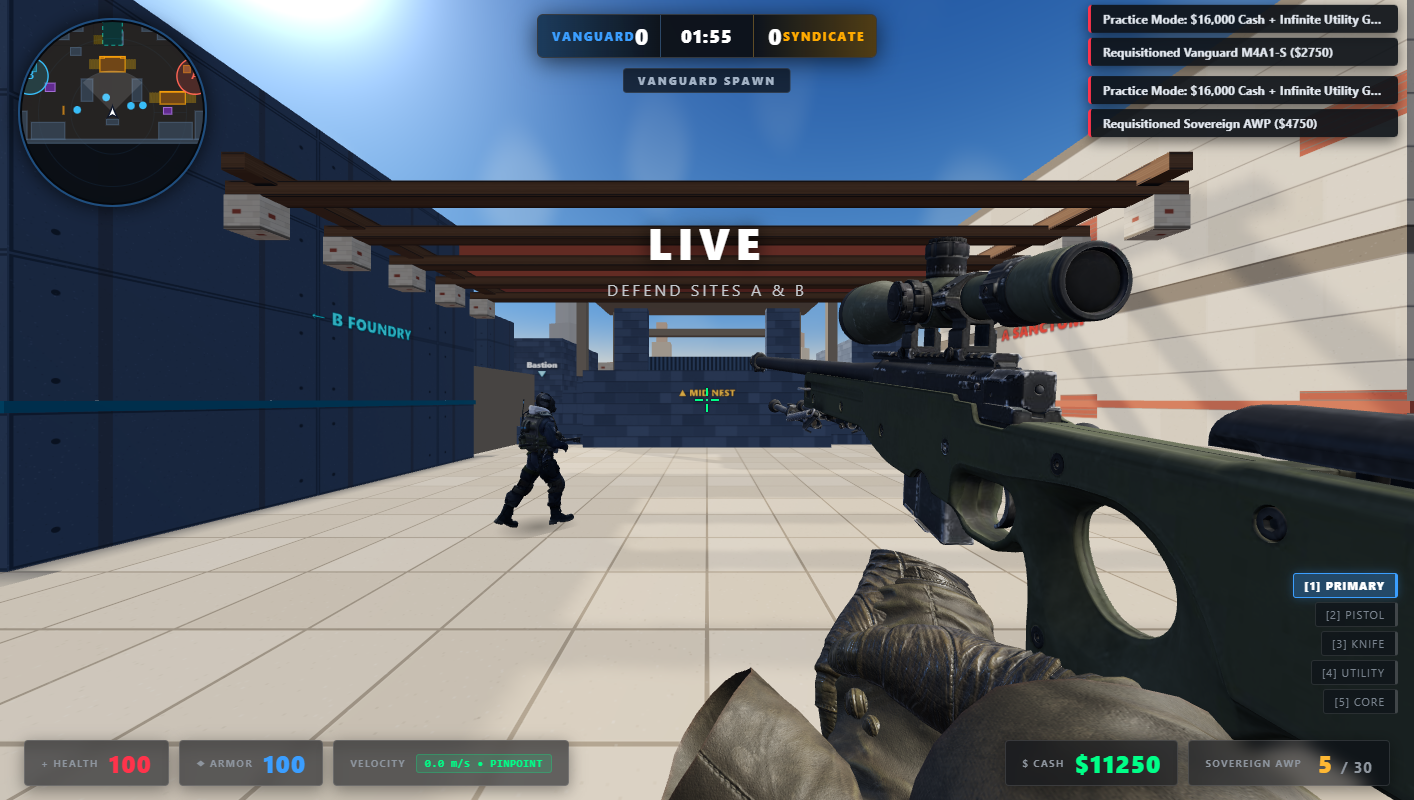 VANGUARD 0 01:55 0 SYNDICATE
VANGUARD SPAWN
Practice Mode: $16,000 Cash + Infinite Utility G...
Requisitioned Vanguard M4A1-S ($2750)
Practice Mode: $16,000 Cash + Infinite Utility G...
Requisitioned Sovereign AWP ($4750)
B
A
LIVE
DEFEND SITES A & B
← B FOUNDRY
A SANCTUM
Bastion
▲ MID NEST
[1] PRIMARY
[2] PISTOL
[3] KNIFE
[4] UTILITY
[5] CORE
+ HEALTH 100
◆ ARMOR 100
VELOCITY 0.0 m/s • PINPOINT
$ CASH $11250
SOVEREIGN AWP 5 / 30